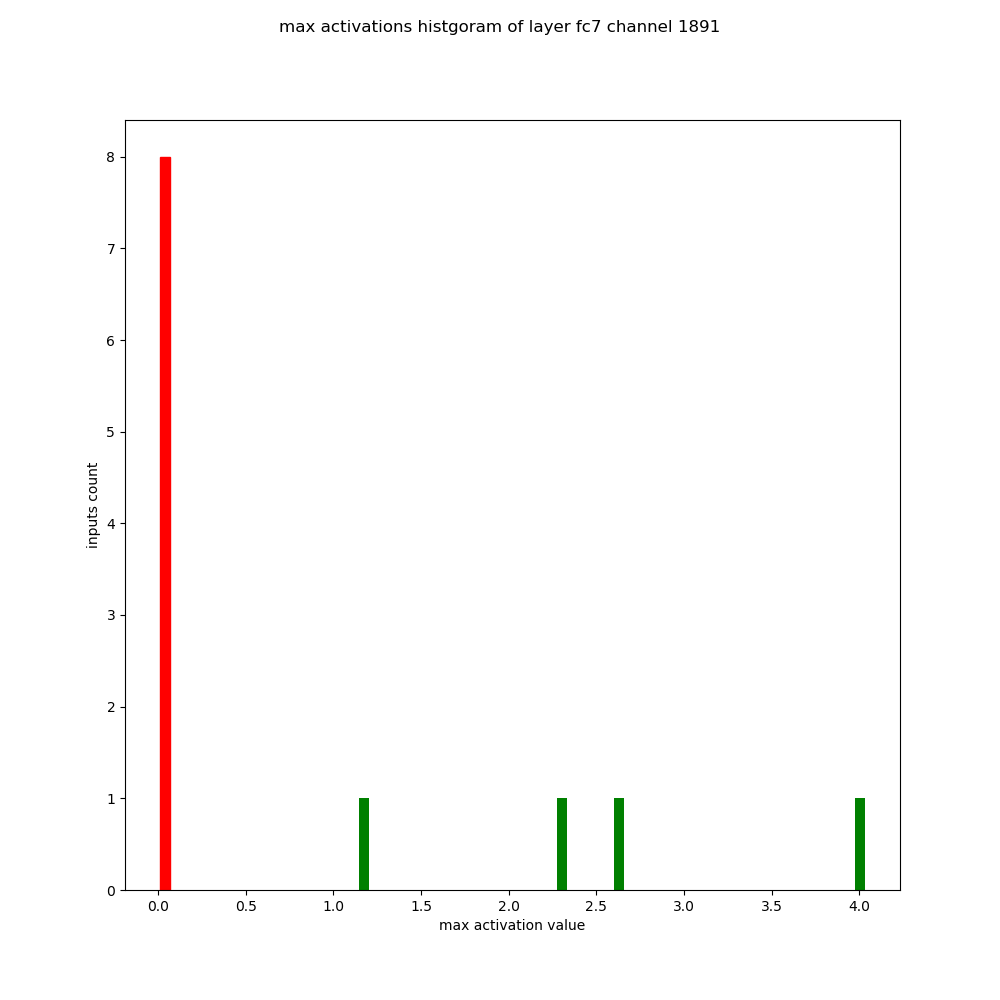 max activations histgoram of layer fc7 channel 1891
8
7
6
5
4
3
2
1
0
inputs count
0.0 0.5 1.0 1.5 2.0 2.5 3.0 3.5 4.0
max activation value